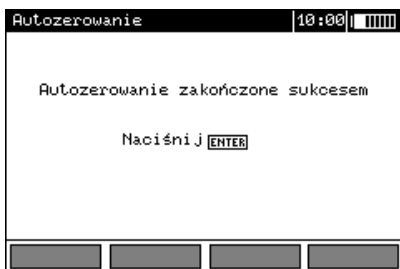 Autozerowanie 10:00
Autozerowanie zakończone sukcesem
Naciśnij ENTER